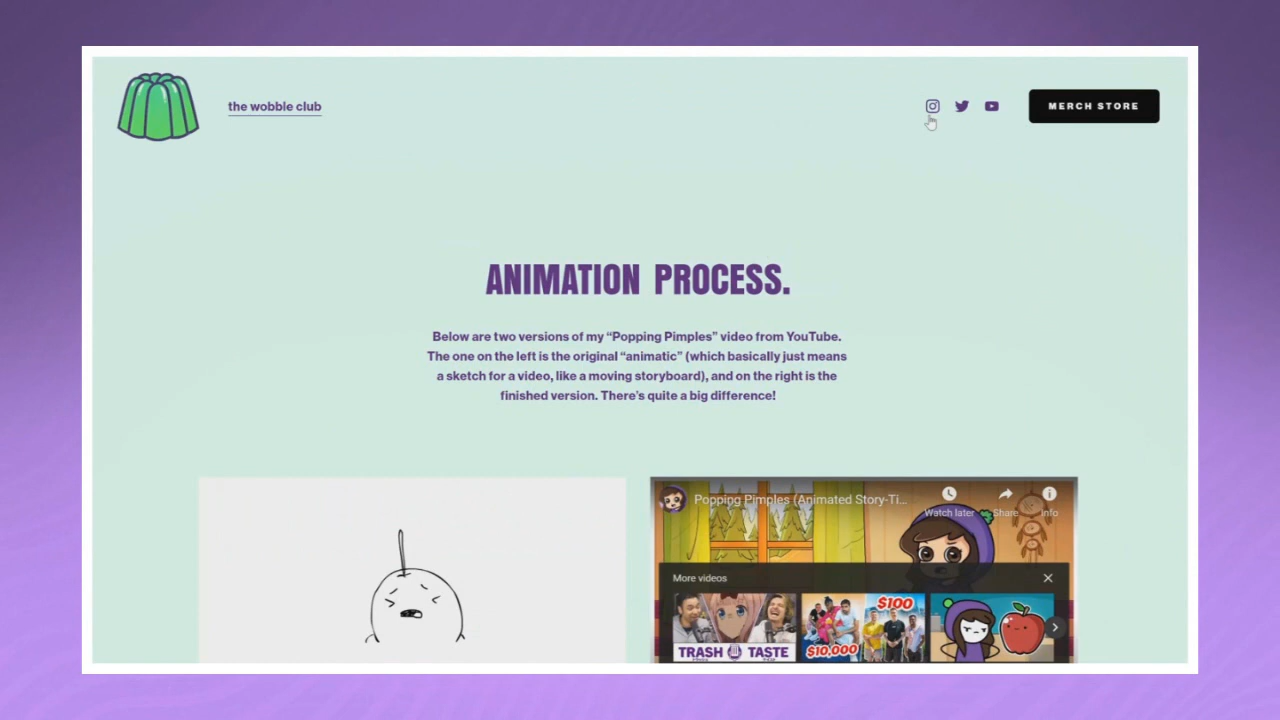 the wobble club
MERCH STORE
ANIMATION PROCESS.
Below are two versions of my “Popping Pimples” video from YouTube.
The one on the left is the original “animatic” (which basically just means
a sketch for a video, like a moving storyboard), and on the right is the
finished version. There’s quite a big difference!
Popping Pimples (Animated Story-Ti...
Watch later
Share
Info
More videos
TRASH TASTE
$100
$10,000